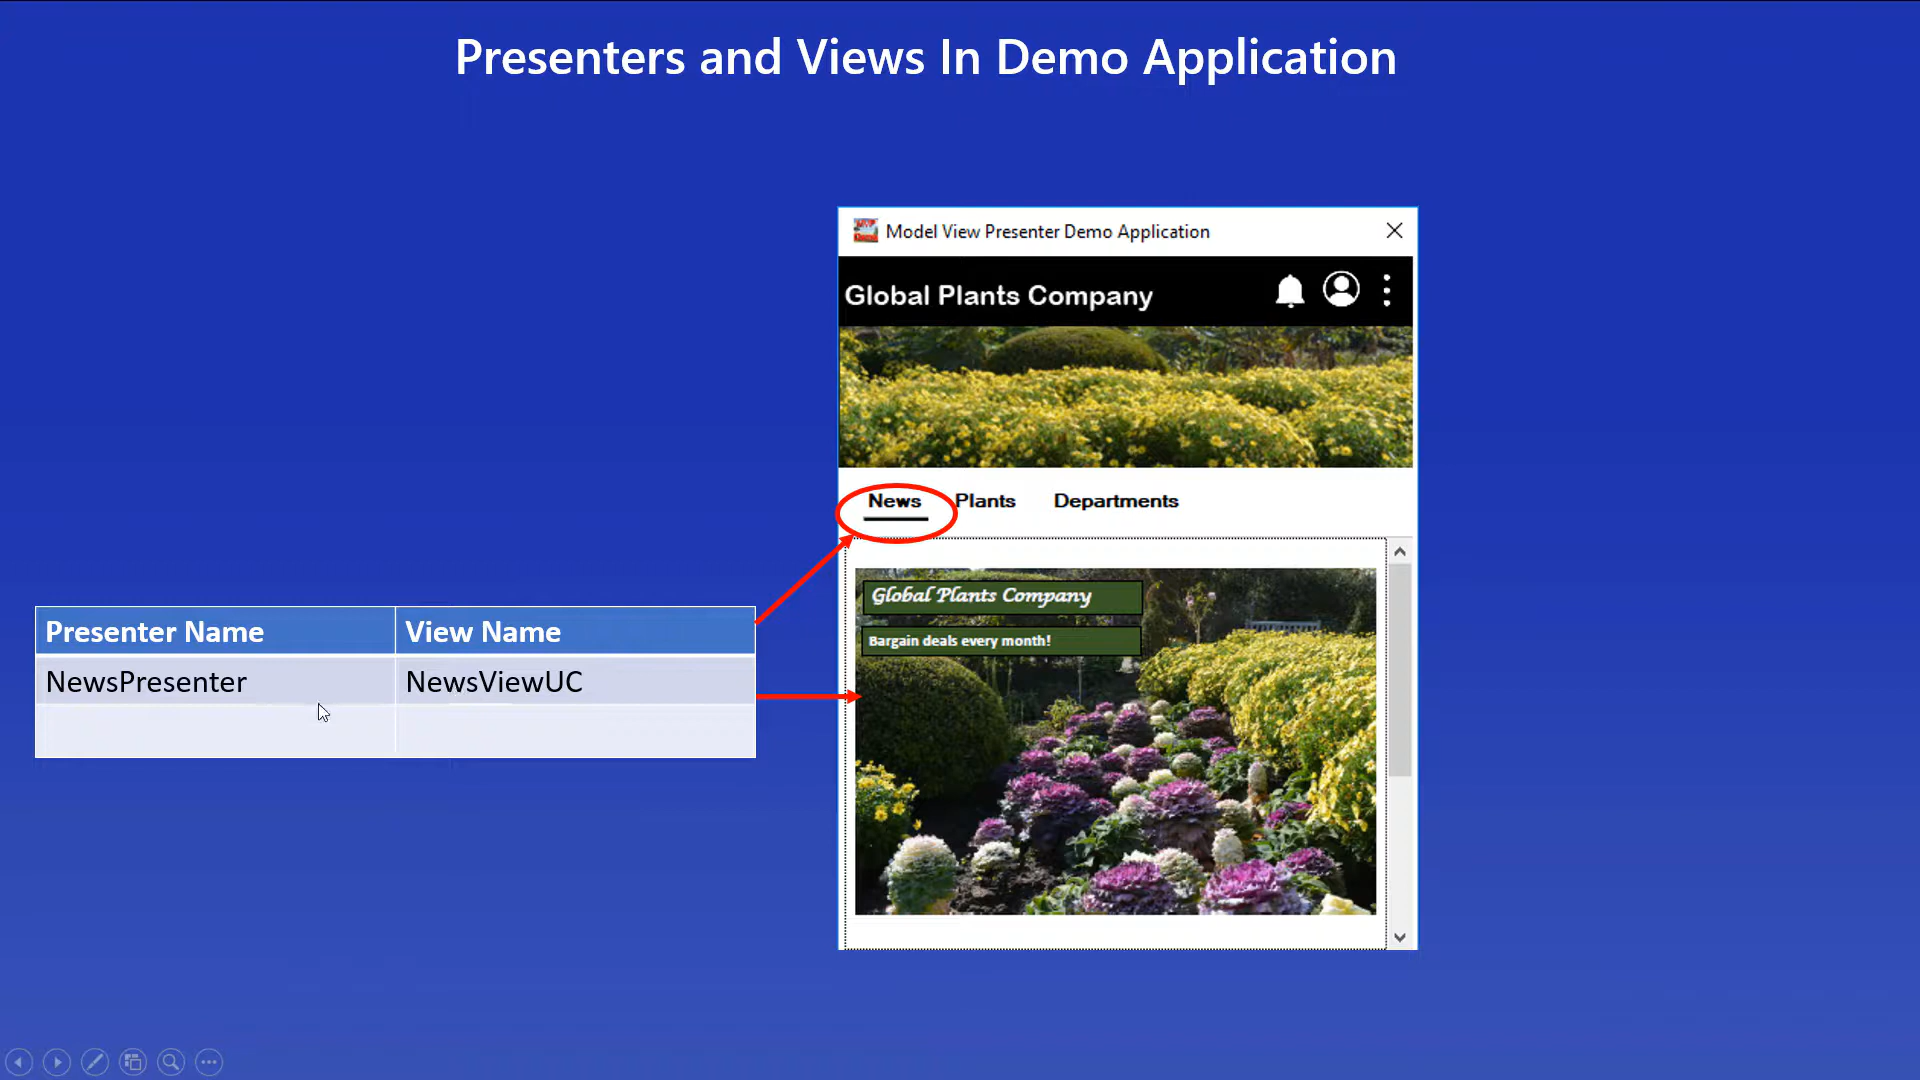 Presenters and Views In Demo Application
Model View Presenter Demo Application
Global Plants Company
News Plants Departments
Global Plants Company
Bargain deals every month!
Presenter Name View Name
NewsPresenter NewsViewUC